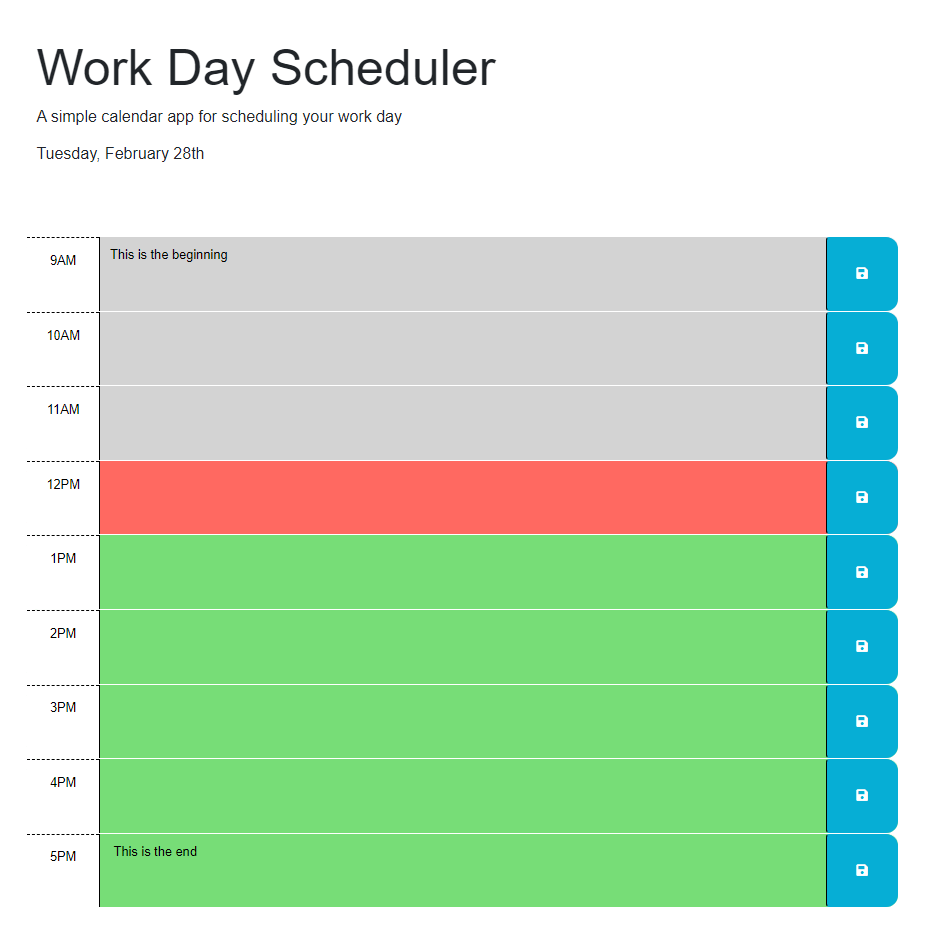 Work Day Scheduler
A simple calendar app for scheduling your work day
Tuesday, February 28th
9AM
This is the beginning
10AM
11AM
12PM
1PM
2PM
3PM
4PM
5PM
This is the end